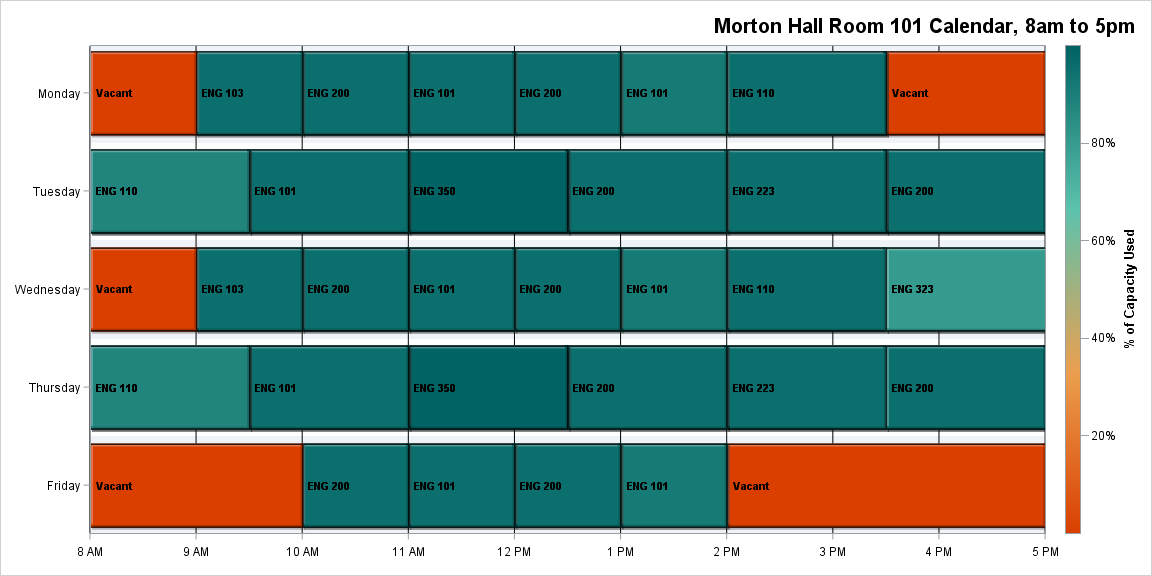 Morton Hall Room 101 Calendar, 8am to 5pm
Monday
Vacant
ENG 103
ENG 200
ENG 101
ENG 200
ENG 101
ENG 110
Vacant
Tuesday
ENG 110
ENG 101
ENG 350
ENG 200
ENG 223
ENG 200
Wednesday
Vacant
ENG 103
ENG 200
ENG 101
ENG 200
ENG 101
ENG 110
ENG 323
Thursday
ENG 110
ENG 101
ENG 350
ENG 200
ENG 223
ENG 200
Friday
Vacant
ENG 200
ENG 101
ENG 200
ENG 101
Vacant
8 AM
9 AM
10 AM
11 AM
12 PM
1 PM
2 PM
3 PM
4 PM
5 PM
80%
60%
40%
20%
% of Capacity Used